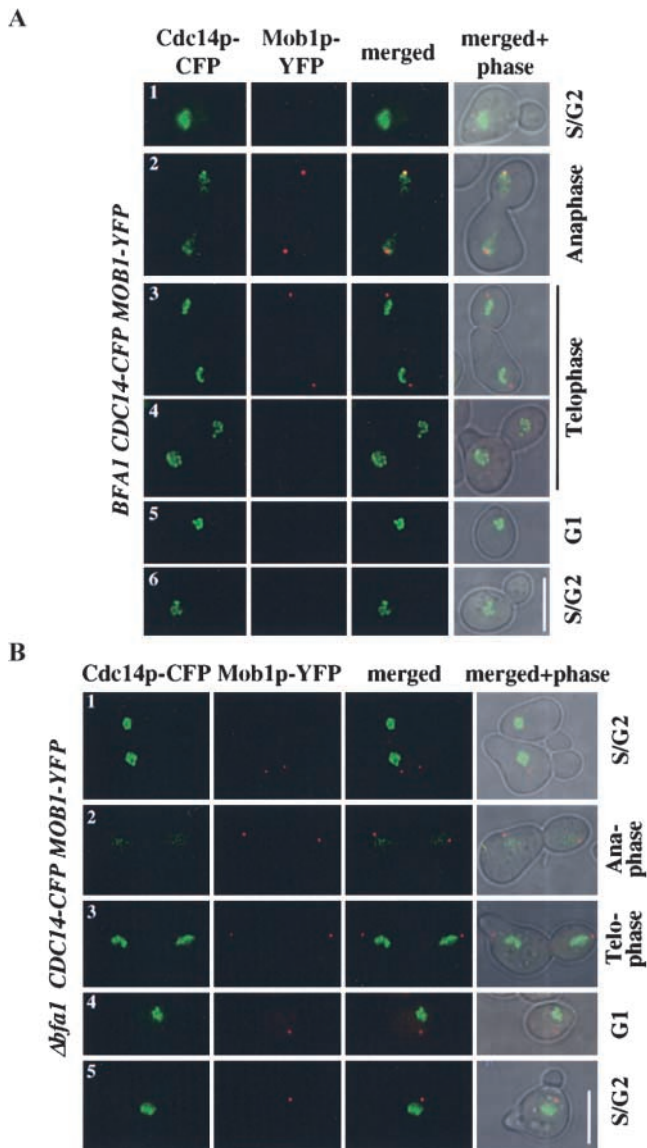 A
Cdc14p-CFP Mob1p-YFP merged merged+phase
BFA1 CDC14-CFP MOB1-YFP
1
S/G2
2
Anaphase
3
Telophase
4
5
G1
6
S/G2
B
Cdc14p-CFP Mob1p-YFP merged merged+phase
Δbfa1 CDC14-CFP MOB1-YFP
1
S/G2
2
Ana-
phase
3
Telo-
phase
4
G1
5
S/G2